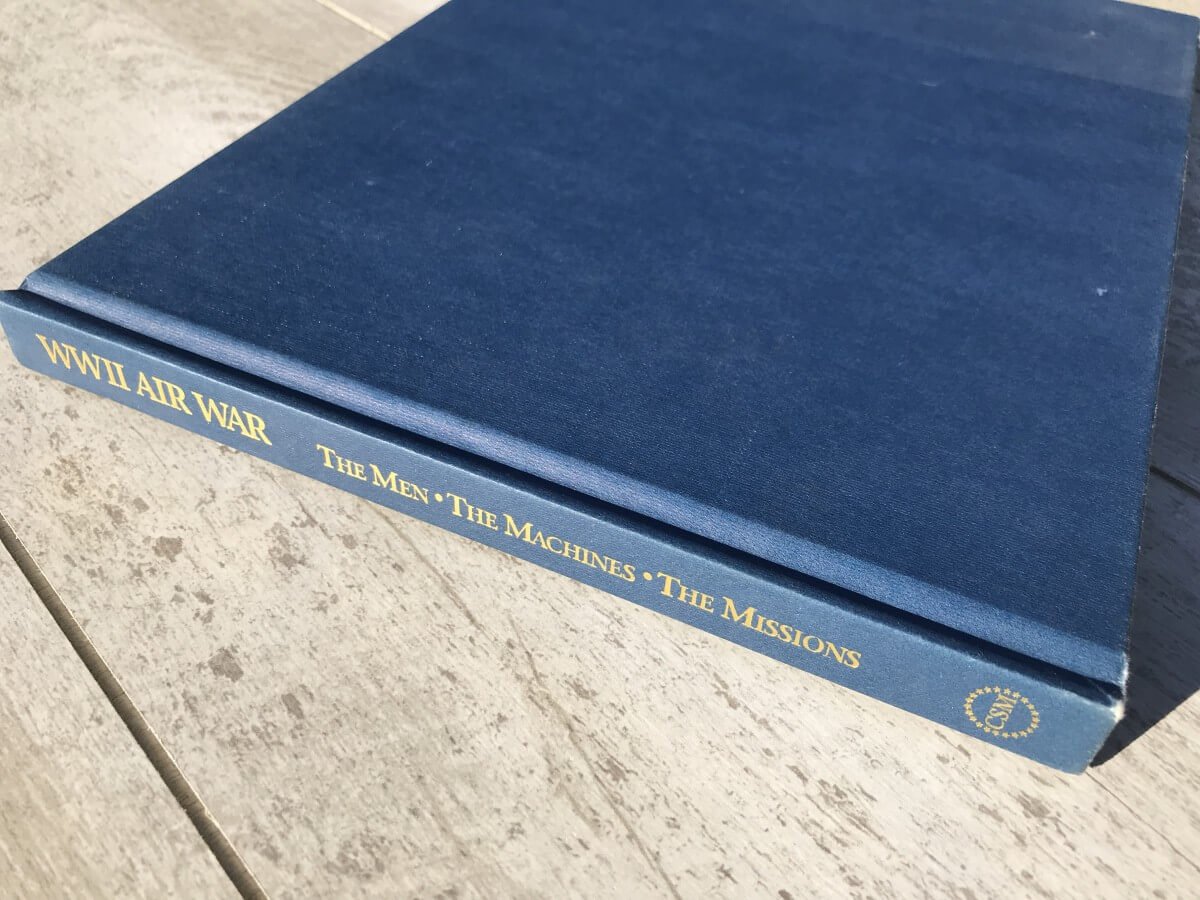 WWII AIR WAR THE MEN • THE MACHINES • THE MISSIONS
CSM